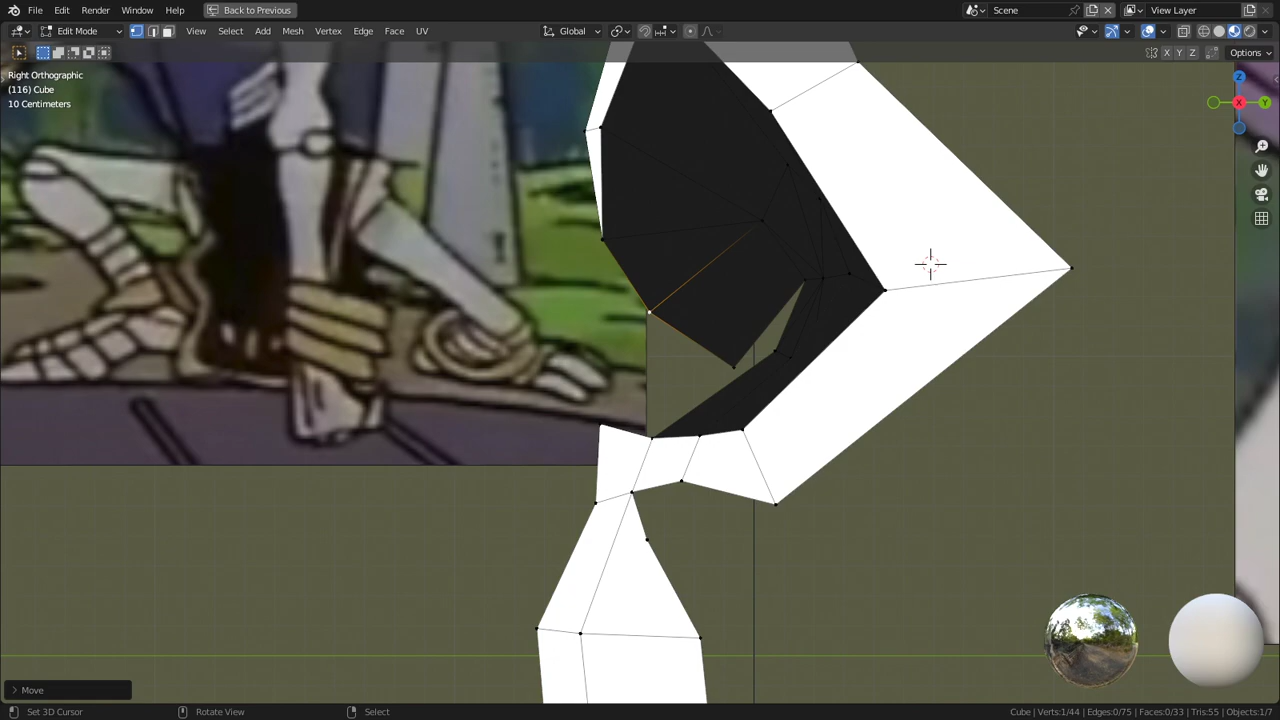 File Edit Render Window Help Back to Previous Scene View Layer
Edit Mode View Select Add Mesh Vertex Edge Face UV Global
X Y Z Options
Right Orthographic
(116) Cube
10 Centimeters
Z
X
Y
Move
Set 3D Cursor Rotate View Select Cube | Verts:1/44 | Edges:0/75 | Faces:0/33 | Tris:55 | Objects:1/7